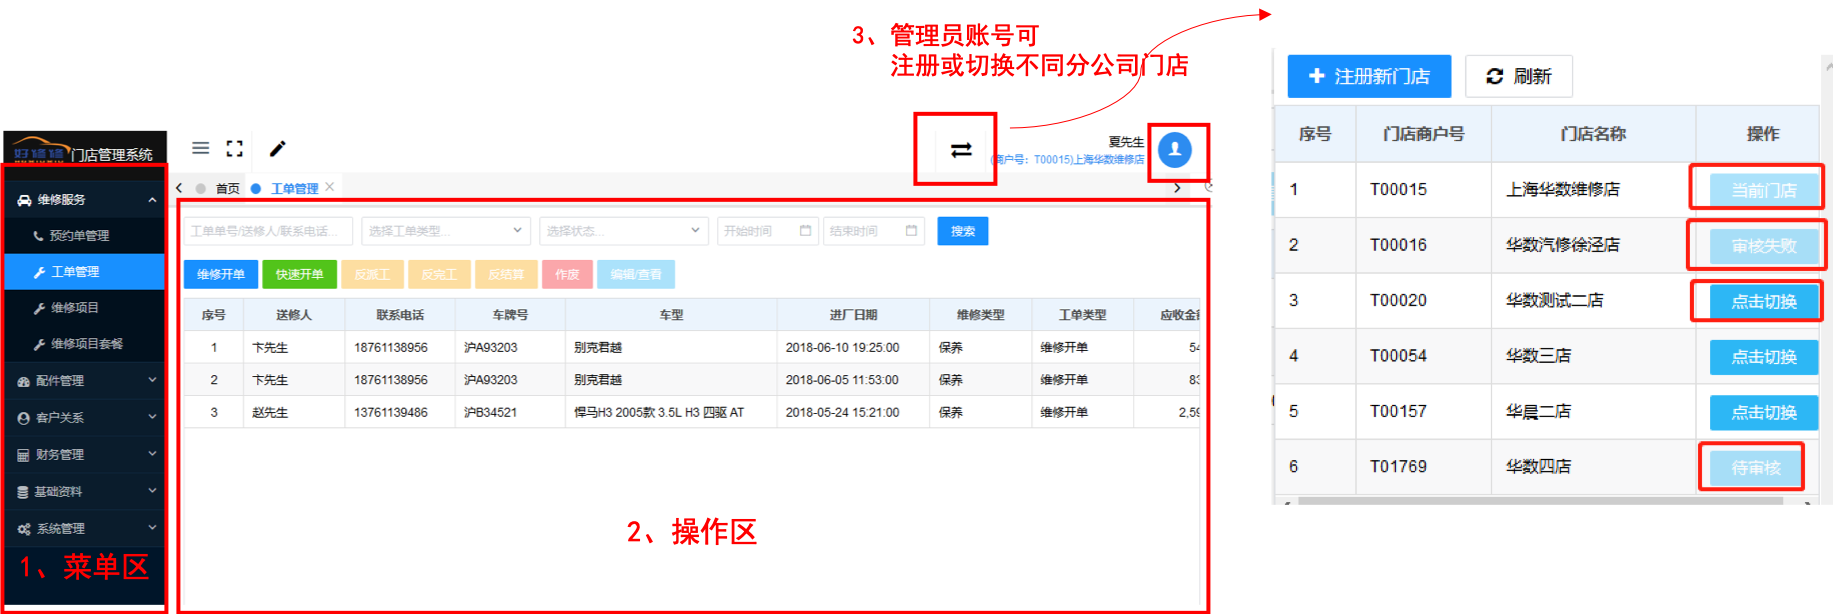 3、管理员账号可
注册或切换不同分公司门店
门店管理系统
夏先生
(商户号：T00015)上海华数维修店
首页
工单管理
维修服务
预约单管理
工单管理
维修项目
维修项目套餐
配件管理
客户关系
财务管理
基础资料
系统管理
1、菜单区
工单单号/送修人/联系电话... 选择工单类型... 选择状态... 开始时间 结束时间 搜索
维修开单 快速开单 反派工 反完工 反结算 作废 编辑/查看
序号 送修人 联系电话 车牌号 车型 进厂日期 维修类型 工单类型 应收金
1 卞先生 18761138956 沪A93203 别克君越 2018-06-10 19:25:00 保养 维修开单 54
2 卞先生 18761138956 沪A93203 别克君越 2018-06-05 11:53:00 保养 维修开单 83
3 赵先生 13761139486 沪B34521 悍马H3 2005款 3.5L H3 四驱 AT 2018-05-24 15:21:00 保养 维修开单 2,59
2、操作区
注册新门店 刷新
序号 门店商户号 门店名称 操作
1 T00015 上海华数维修店 当前门店
2 T00016 华数汽修徐泾店 审核失败
3 T00020 华数测试二店 点击切换
4 T00054 华数三店 点击切换
5 T00157 华晨二店 点击切换
6 T01769 华数四店 待审核